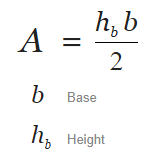 A = h_b b / 2
b Base
h_b Height